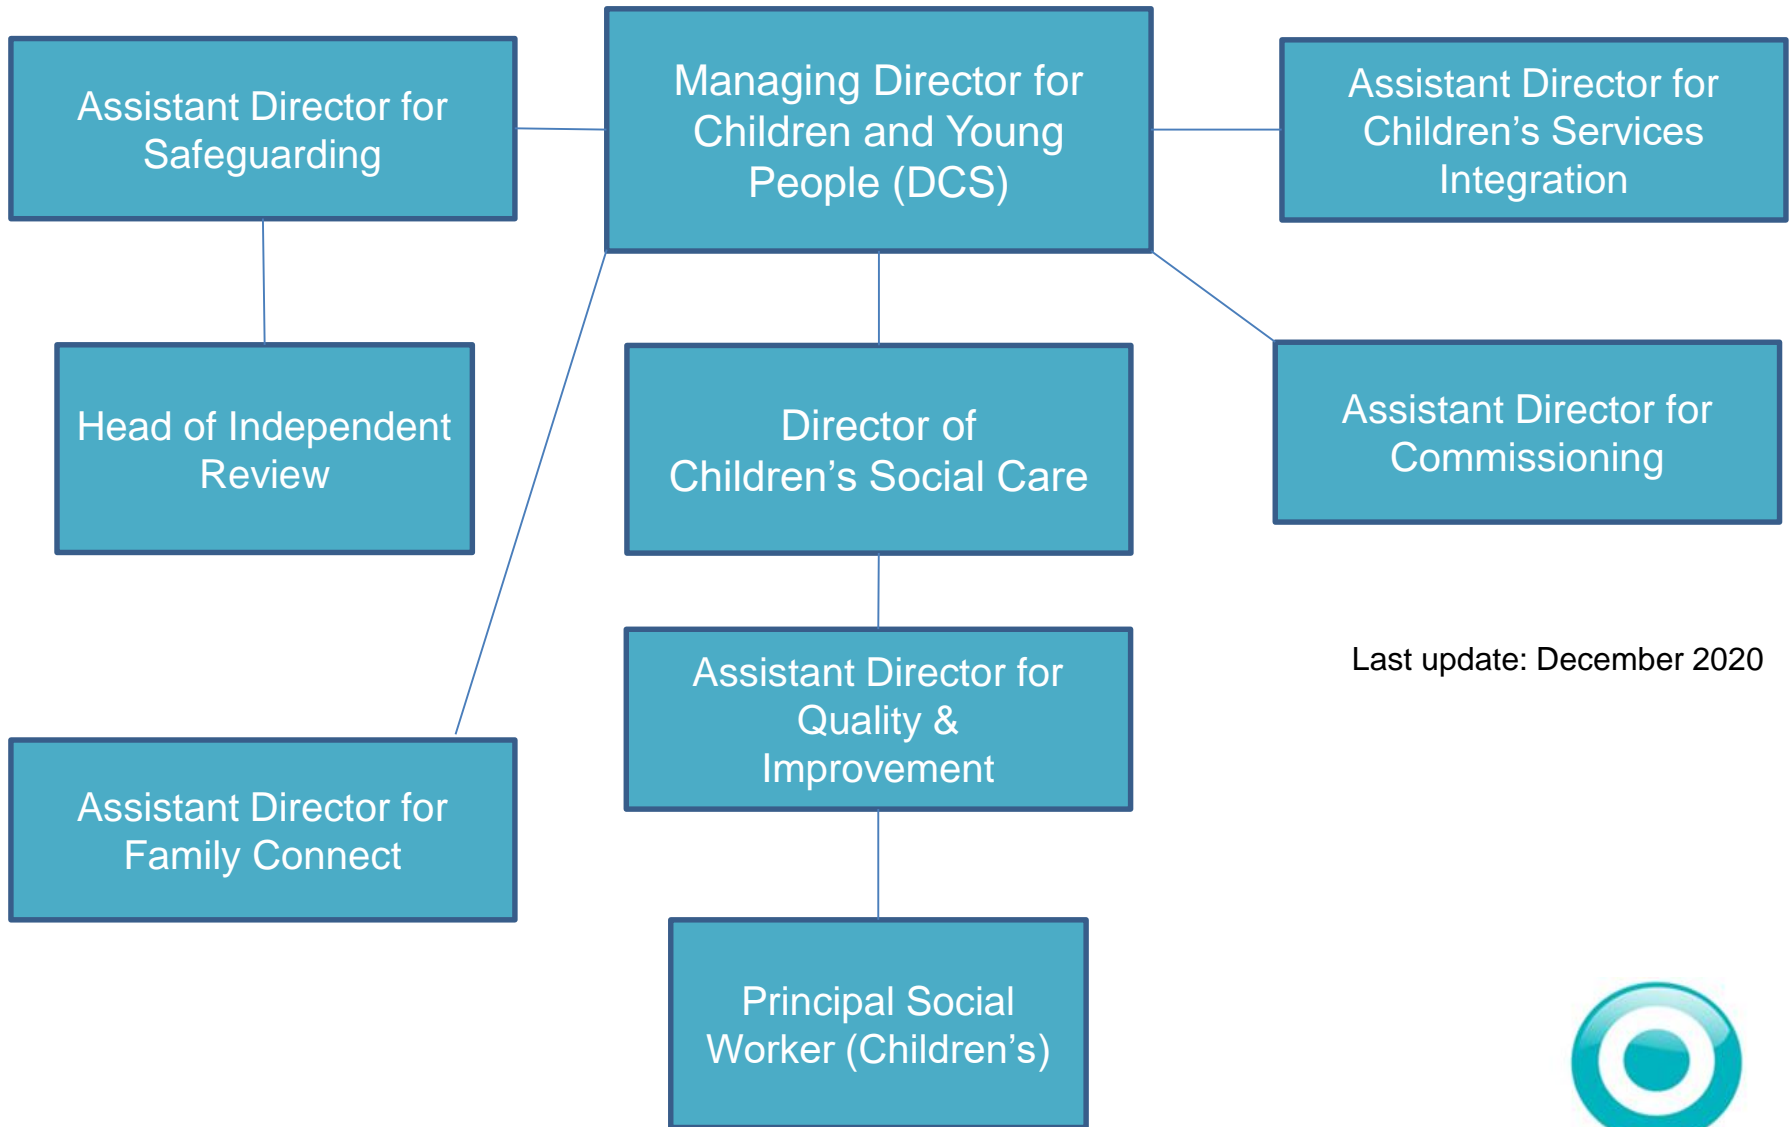 Assistant Director for
Safeguarding
Managing Director for
Children and Young
People (DCS)
Assistant Director for
Children’s Services
Integration
Head of Independent
Review
Director of
Children’s Social Care
Assistant Director for
Commissioning
Assistant Director for
Quality &
Improvement
Last update: December 2020
Assistant Director for
Family Connect
Principal Social
Worker (Children’s)